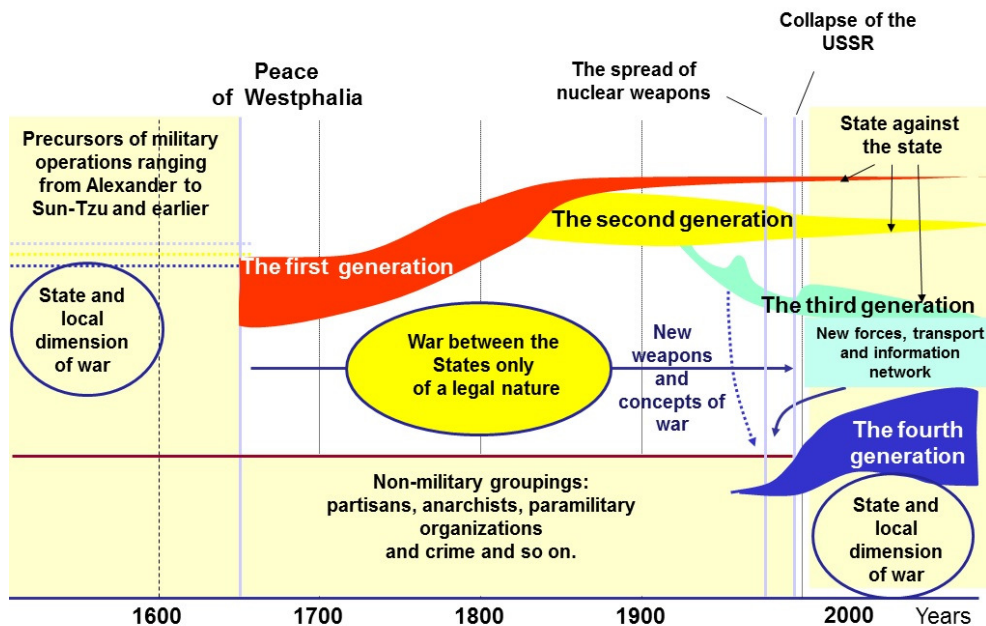 Collapse of the
USSR
Peace
of Westphalia
The spread of
nuclear weapons
Precursors of military
operations ranging
from Alexander to
Sun-Tzu and earlier
State against
the state
The second generation
The first generation
State and
local
dimension
of war
The third generation
War between the
States only
of a legal nature
New
weapons
and
concepts of
war
New forces, transport
and information
network
The fourth
generation
Non-military groupings:
partisans, anarchists, paramilitary
organizations
and crime and so on.
State and
local
dimension
of war
1600 1700 1800 1900 2000 Years